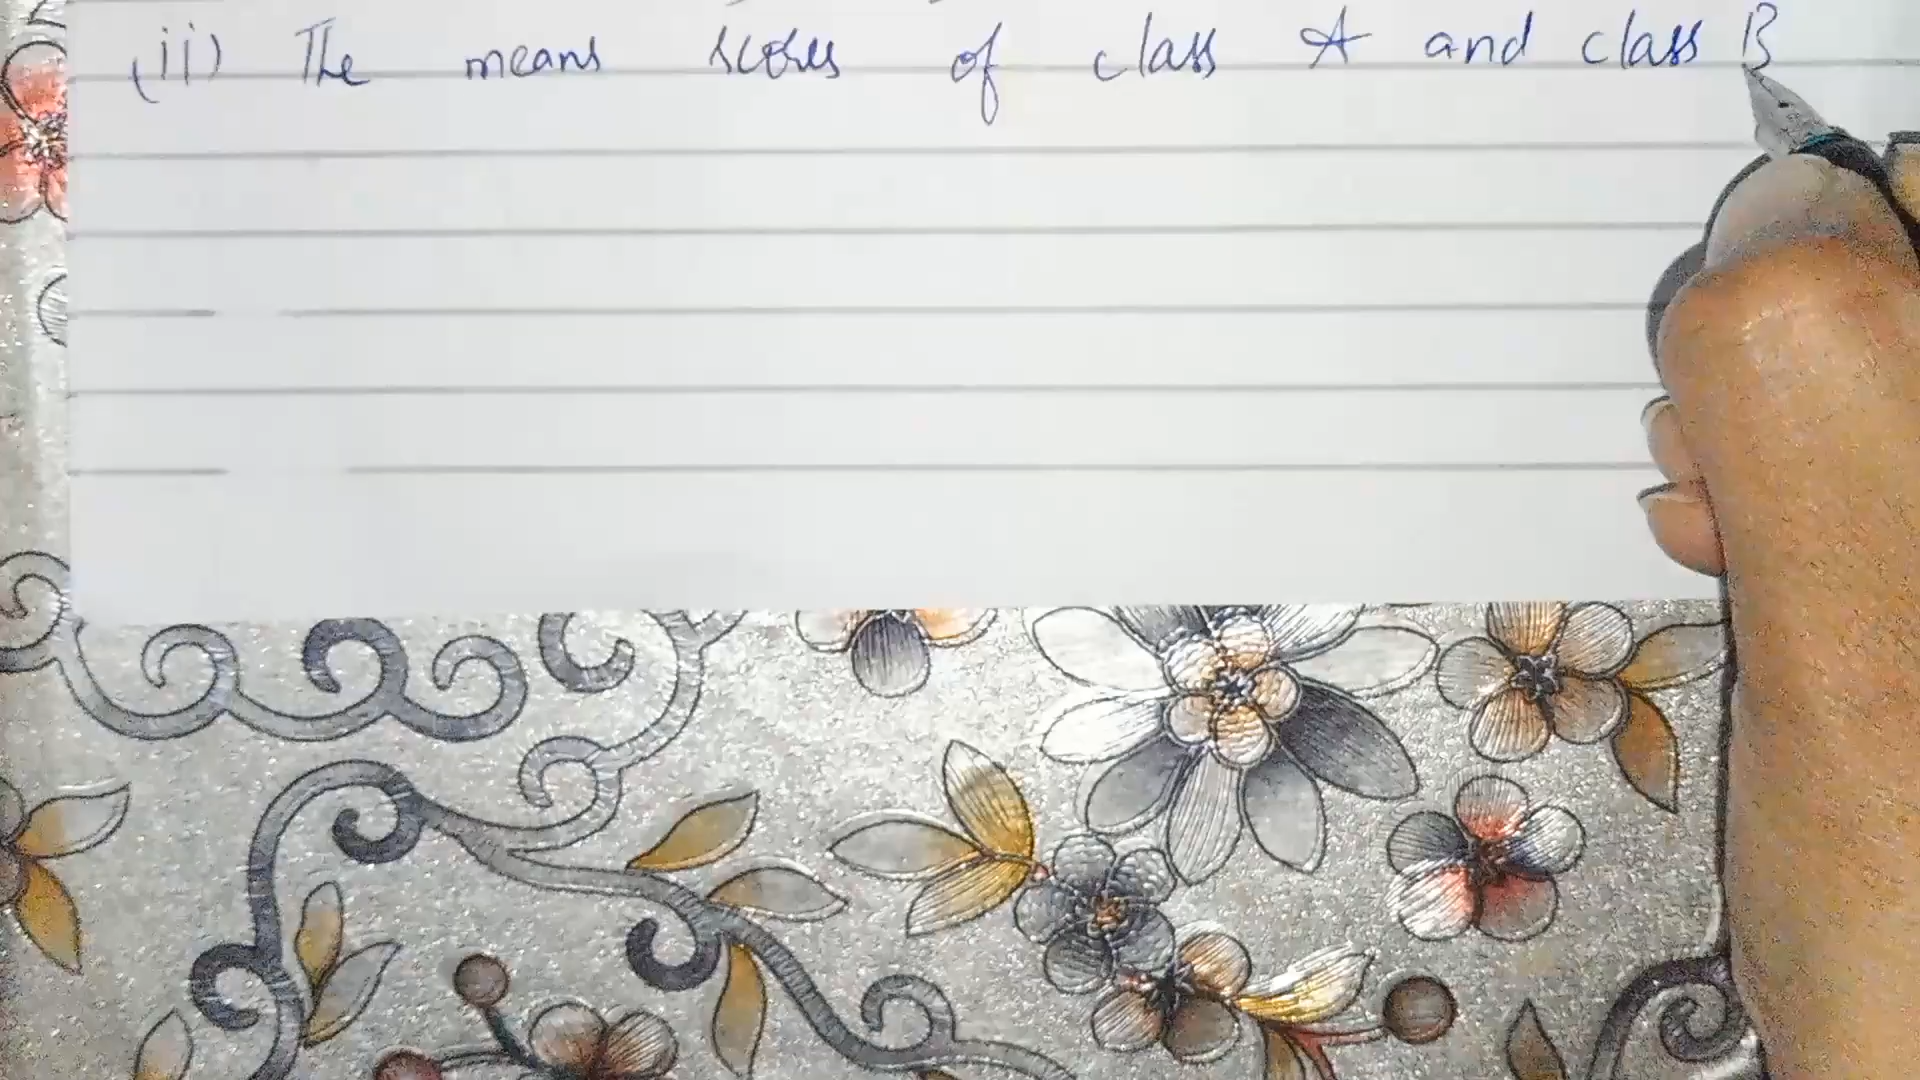 (ii) The means scores of class A and class B